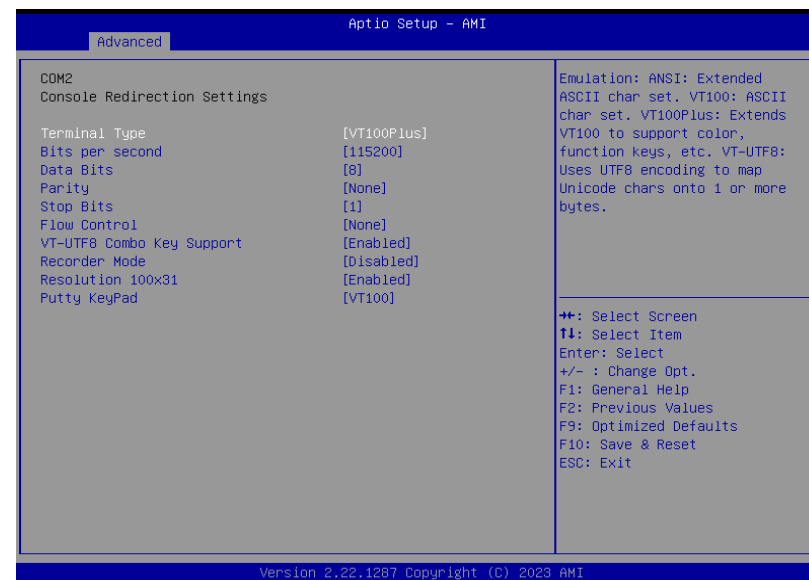 Aptio Setup – AMI
Advanced
COM2
Console Redirection Settings
Terminal Type [VT100Plus]
Bits per second [115200]
Data Bits [8]
Parity [None]
Stop Bits [1]
Flow Control [None]
VT-UTF8 Combo Key Support [Enabled]
Recorder Mode [Disabled]
Resolution 100x31 [Enabled]
Putty KeyPad [VT100]
Emulation: ANSI: Extended
ASCII char set. VT100: ASCII
char set. VT100Plus: Extends
VT100 to support color,
function keys, etc. VT-UTF8:
Uses UTF8 encoding to map
Unicode chars onto 1 or more
bytes.
→←: Select Screen
↑↓: Select Item
Enter: Select
+/- : Change Opt.
F1: General Help
F2: Previous Values
F9: Optimized Defaults
F10: Save & Reset
ESC: Exit
Version 2.22.1287 Copyright (C) 2023 AMI